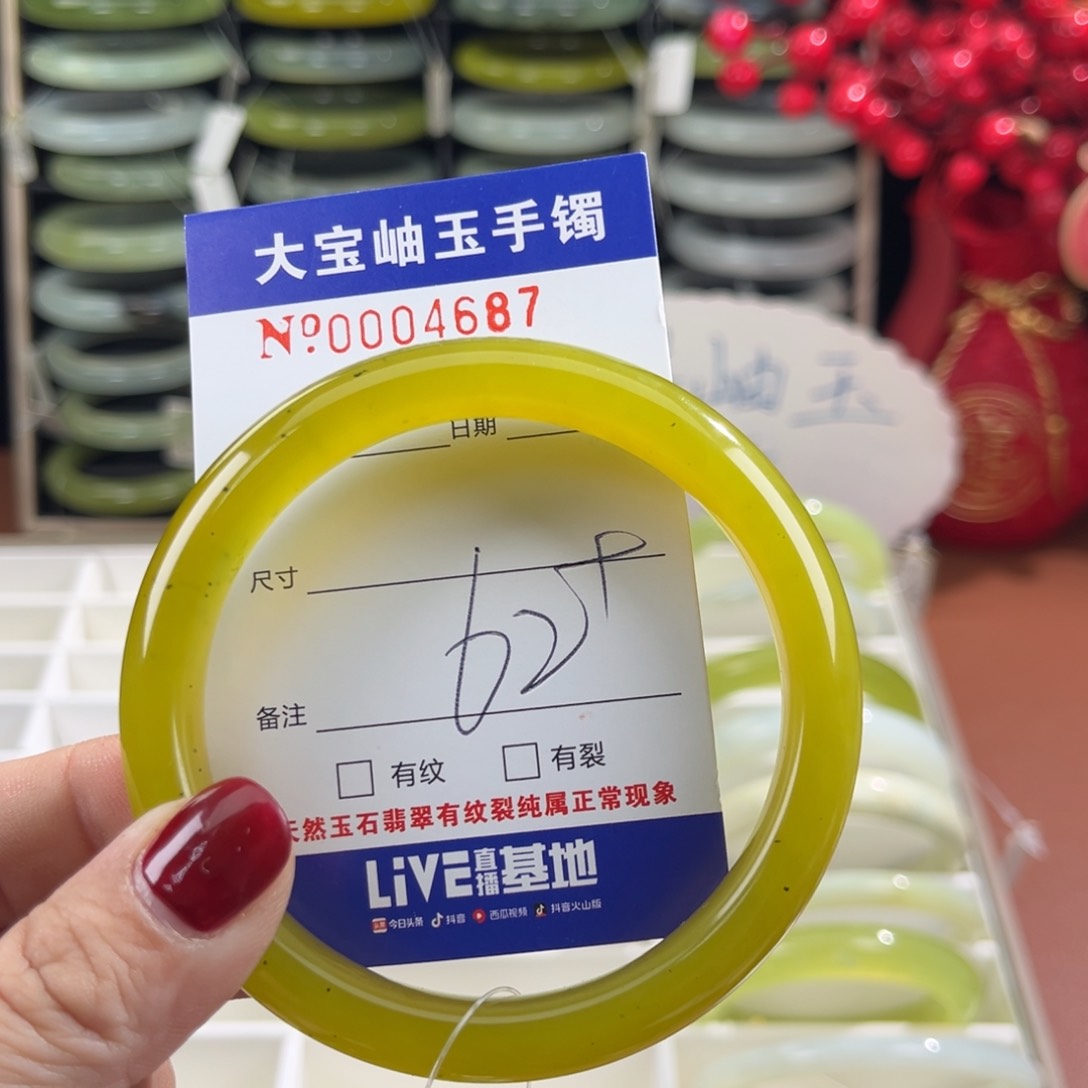 大宝岫玉手镯
Nº0004687
日期
尺寸
备注
有纹 有裂
然玉石翡翠有纹裂纯属正常现象
LiVE直播基地
头条 今日头条 抖音 西瓜视频 抖音火山版
岫玉